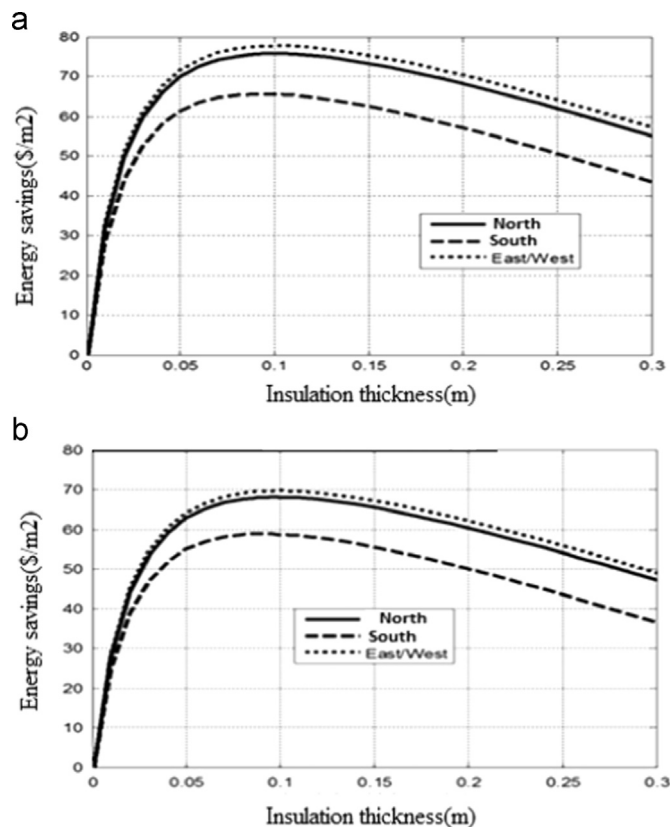 a
80
70
60
50
40
30
20
10
0
Energy savings($/m2)
North
South
East/West
0 0.05 0.1 0.15 0.2 0.25 0.3
Insulation thickness(m)
b
80
70
60
50
40
30
20
10
0
Energy savings($/m2)
North
South
East/West
0 0.05 0.1 0.15 0.2 0.25 0.3
Insulation thickness(m)